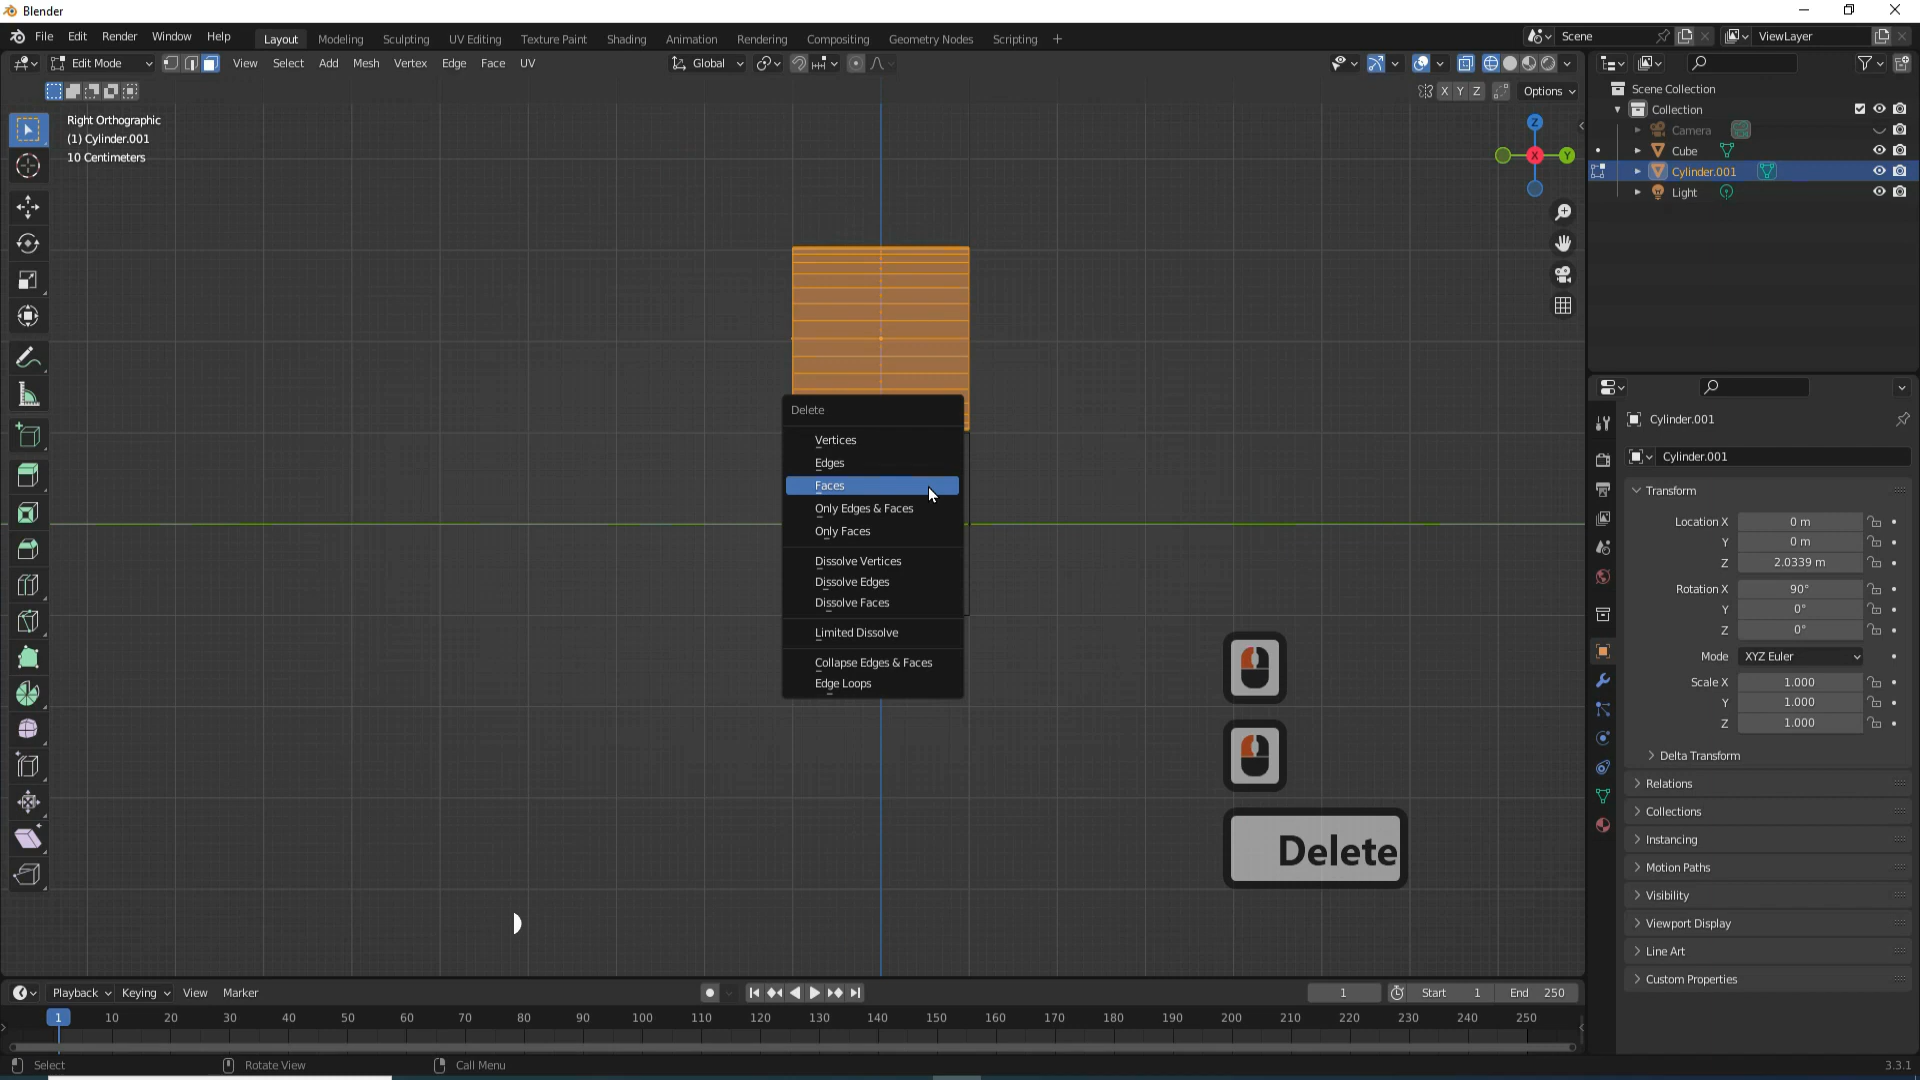 Blender
File Edit Render Window Help
Layout Modeling Sculpting UV Editing Texture Paint Shading Animation Rendering Compositing Geometry Nodes Scripting +
Scene
ViewLayer
Edit Mode
View Select Add Mesh Vertex Edge Face UV
Global
X Y Z
Options
Right Orthographic
(1) Cylinder.001
10 Centimeters
Z
X
Y
Scene Collection
Collection
Camera
Cube
Cylinder.001
Light
Delete
Vertices
Edges
Faces
Only Edges & Faces
Only Faces
Dissolve Vertices
Dissolve Edges
Dissolve Faces
Limited Dissolve
Collapse Edges & Faces
Edge Loops
Delete
Cylinder.001
Cylinder.001
Transform
Location X 0 m
Y 0 m
Z 2.0339 m
Rotation X 90°
Y 0°
Z 0°
Mode XYZ Euler
Scale X 1.000
Y 1.000
Z 1.000
Delta Transform
Relations
Collections
Instancing
Motion Paths
Visibility
Viewport Display
Line Art
Custom Properties
Playback Keying View Marker
1 Start 1 End 250
1 10 20 30 40 50 60 70 80 90 100 110 120 130 140 150 160 170 180 190 200 210 220 230 240 250
Select Rotate View Call Menu
3.3.1